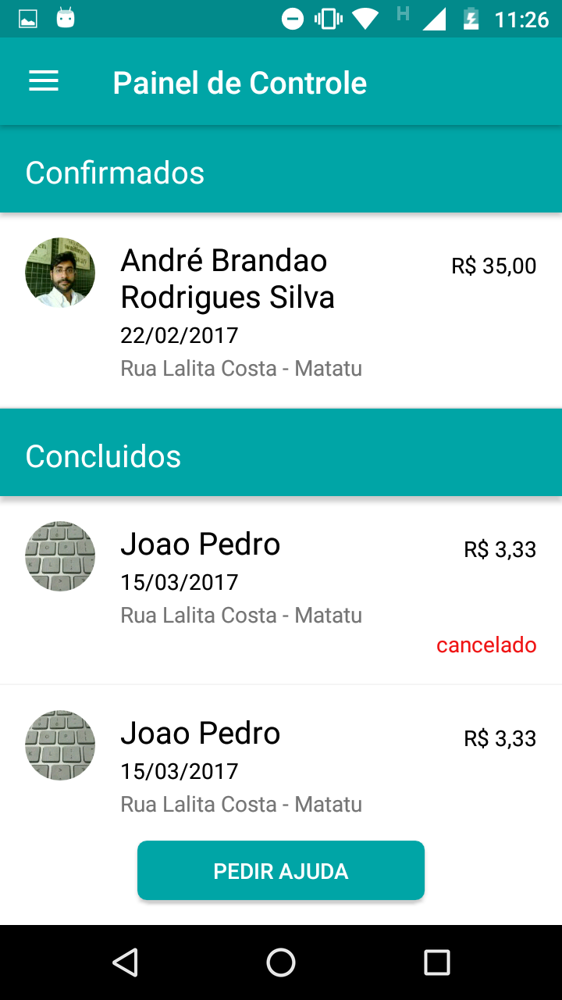 H 11:26
Painel de Controle
Confirmados
André Brandao
Rodrigues Silva
R$ 35,00
22/02/2017
Rua Lalita Costa - Matatu
Concluidos
Joao Pedro
R$ 3,33
15/03/2017
Rua Lalita Costa - Matatu
cancelado
Joao Pedro
R$ 3,33
15/03/2017
Rua Lalita Costa - Matatu
PEDIR AJUDA